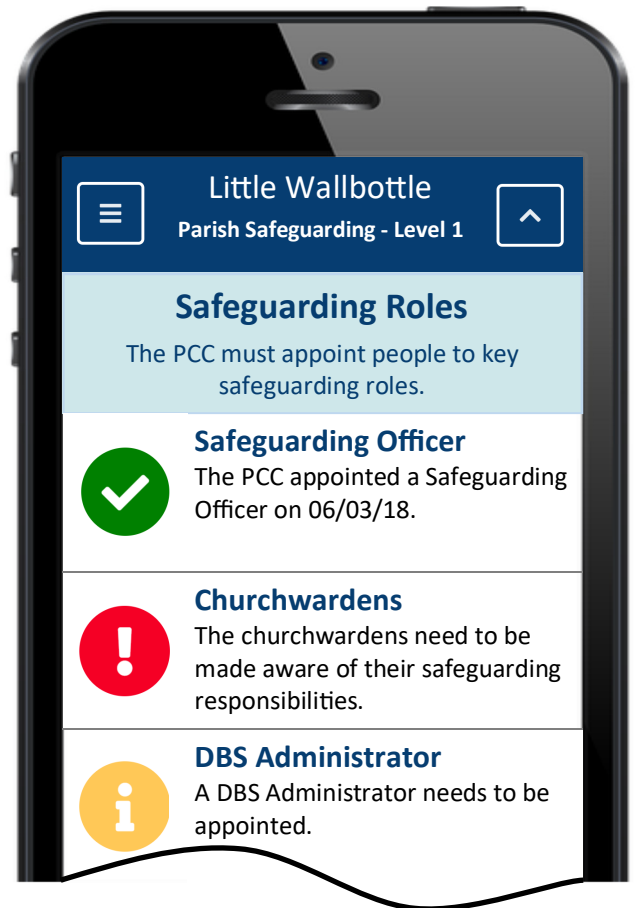 Little Wallbottle
Parish Safeguarding - Level 1
Safeguarding Roles
The PCC must appoint people to key
safeguarding roles.
Safeguarding Officer
The PCC appointed a Safeguarding
Officer on 06/03/18.
Churchwardens
The churchwardens need to be
made aware of their safeguarding
responsibilities.
DBS Administrator
A DBS Administrator needs to be
appointed.